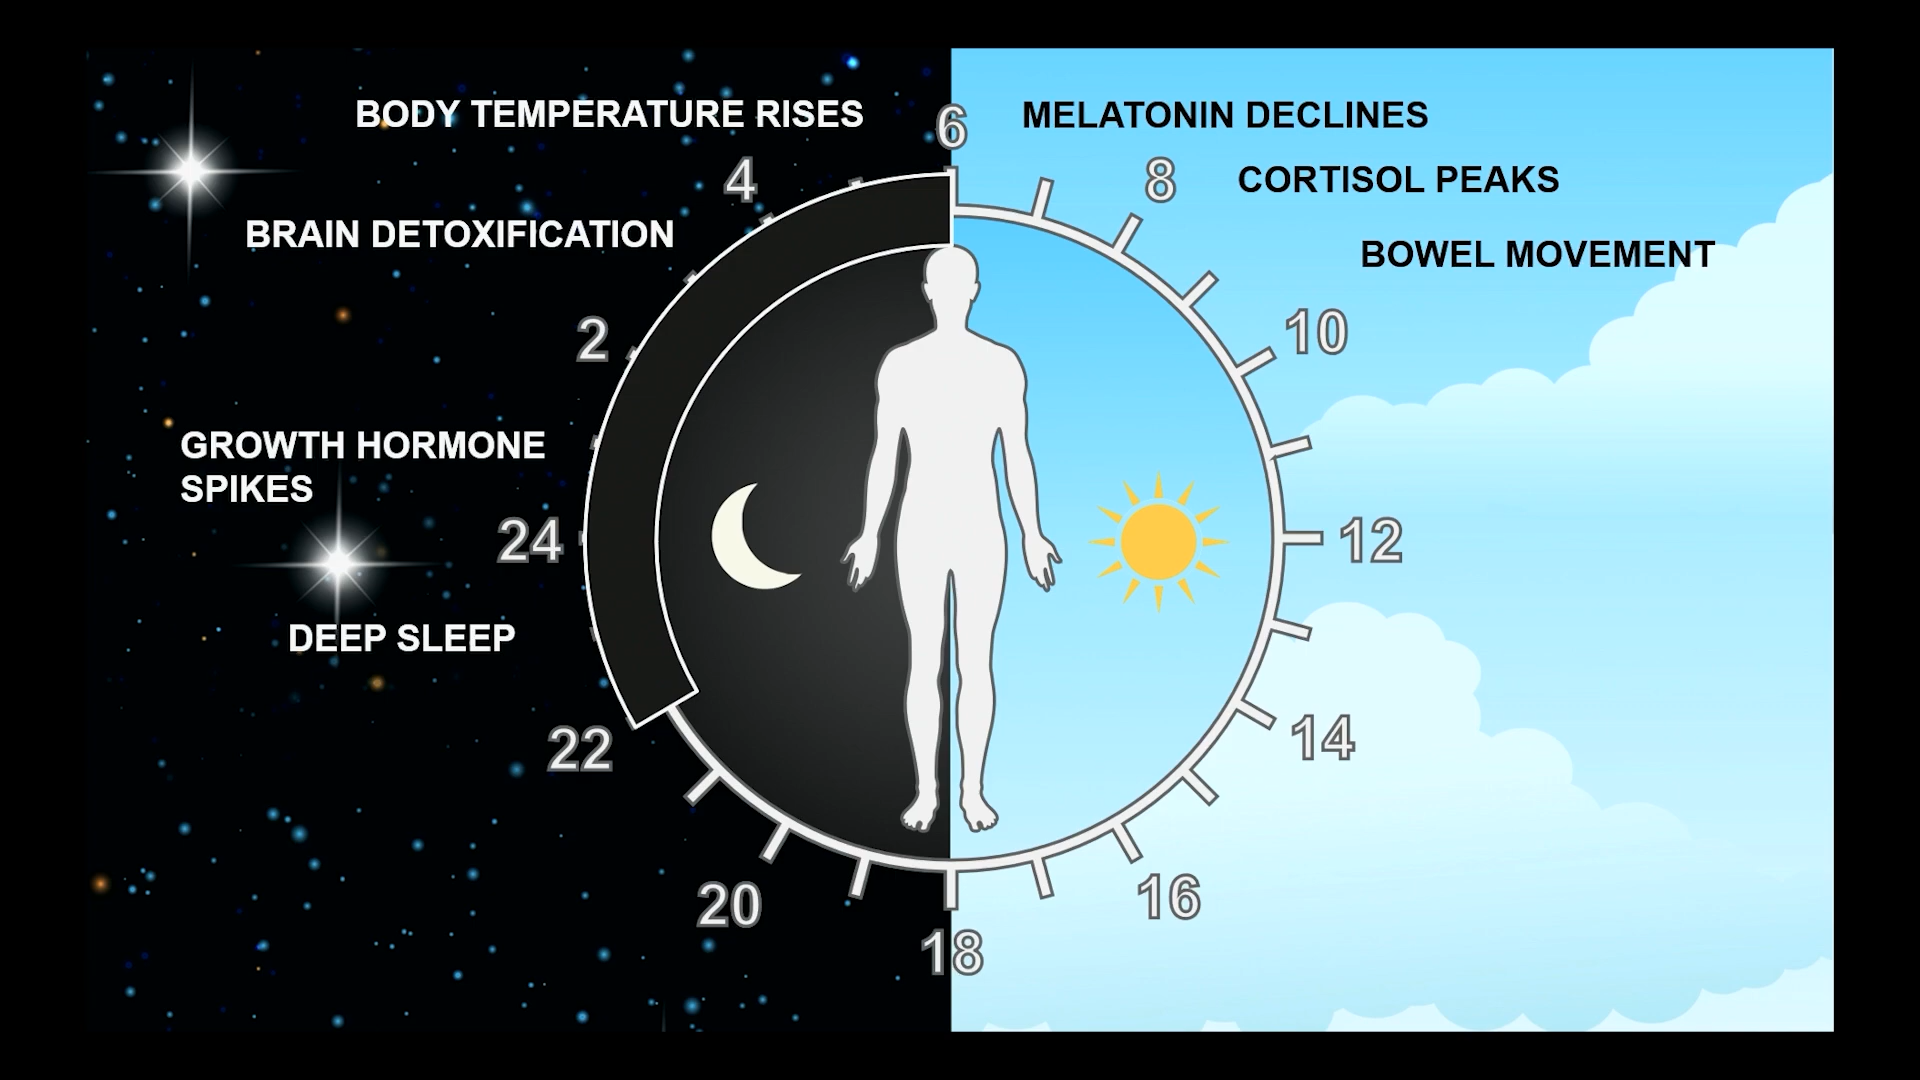 BODY TEMPERATURE RISES
6
MELATONIN DECLINES
4
8
CORTISOL PEAKS
BRAIN DETOXIFICATION
BOWEL MOVEMENT
2
10
GROWTH HORMONE
SPIKES
24
12
DEEP SLEEP
22
14
20
16
18